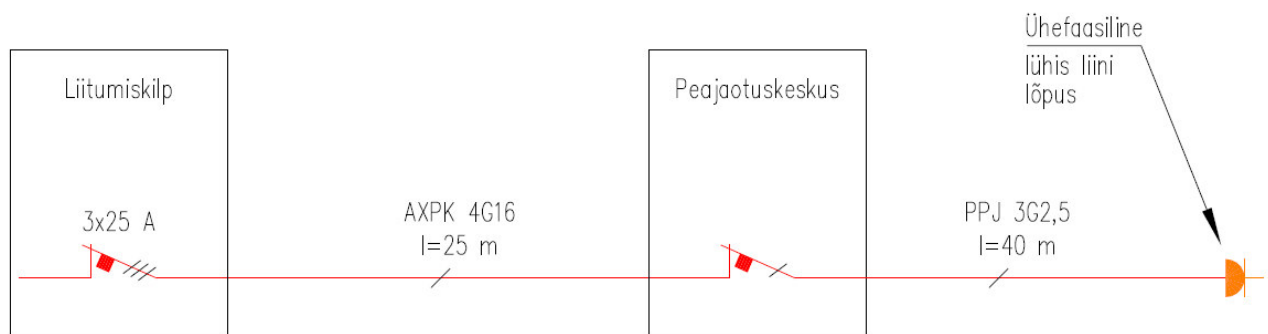 Liitumiskilp
3x25 A
AXPK 4G16
l=25 m
Peajaotuskeskus
PPJ 3G2,5
l=40 m
Ühefaasiline
lühis liini
lõpus